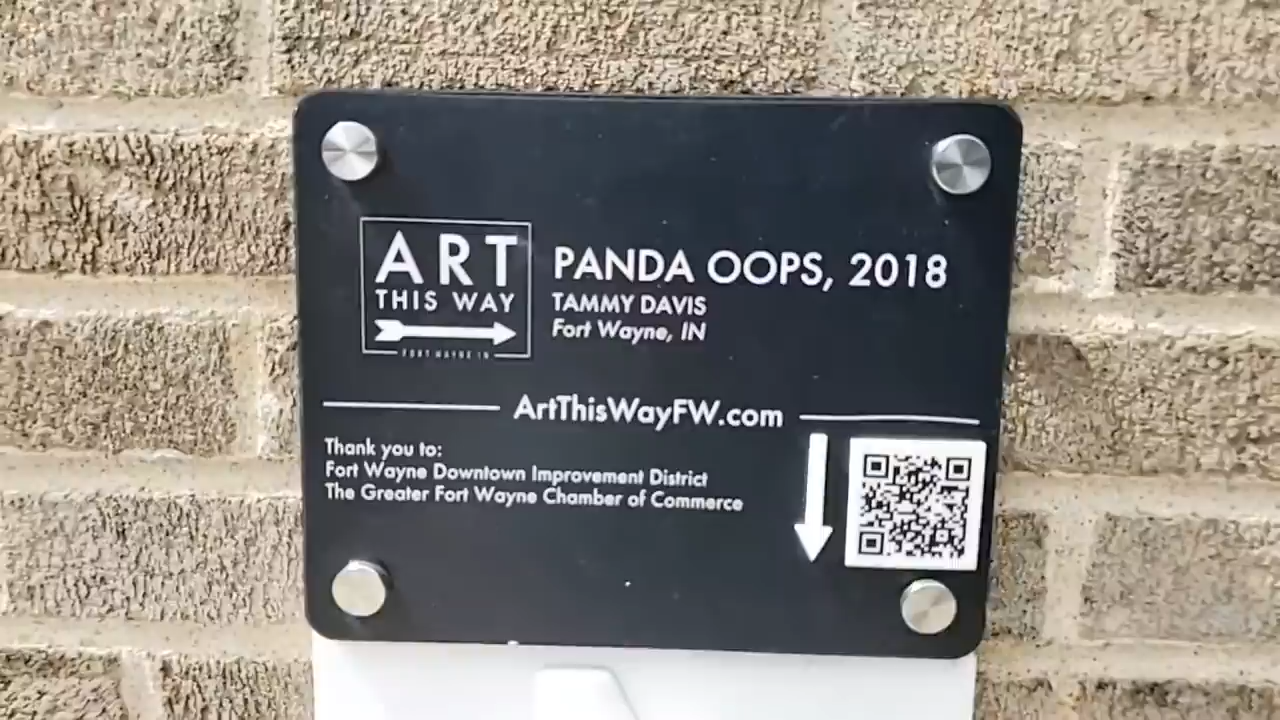 ART
THIS WAY
FORT WAYNE IN
PANDA OOPS, 2018
TAMMY DAVIS
Fort Wayne, IN
ArtThisWayFW.com
Thank you to:
Fort Wayne Downtown Improvement District
The Greater Fort Wayne Chamber of Commerce